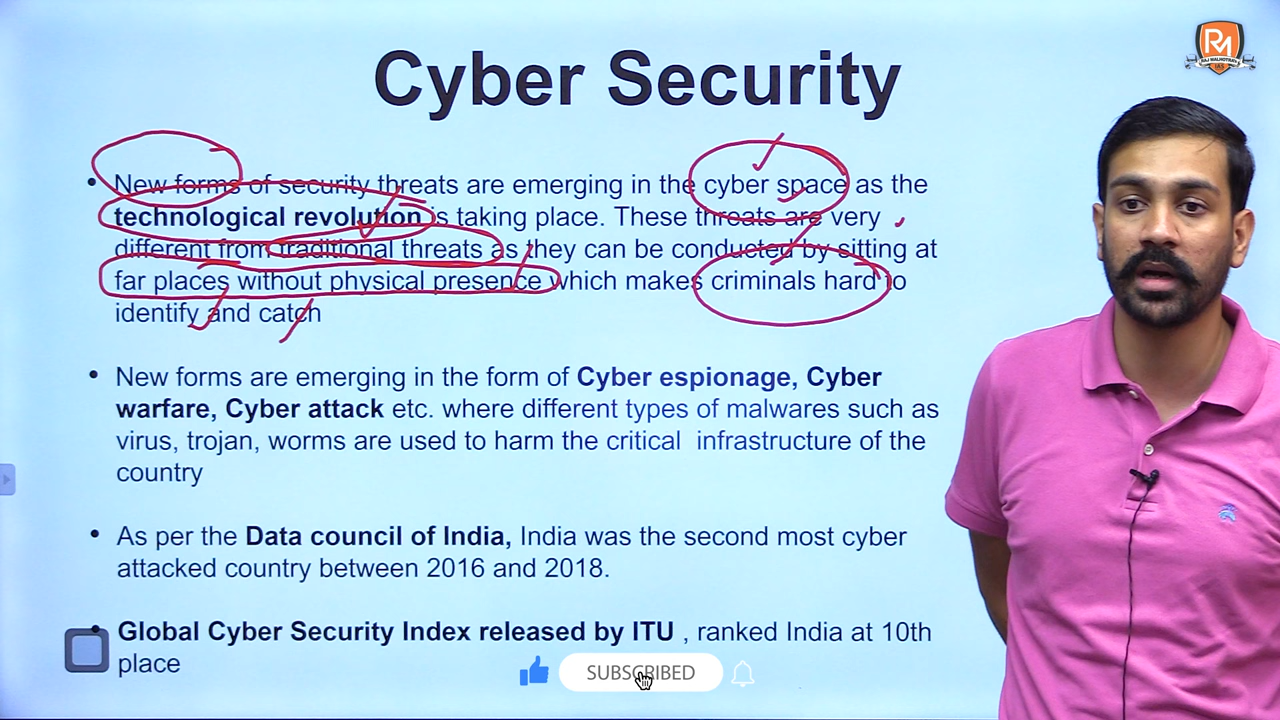 Cyber Security
RM
RAJ MALHOTRA'S
IAS
• New forms of security threats are emerging in the cyber space as the
technological revolution is taking place. These threats are very
different from traditional threats as they can be conducted by sitting at
far places without physical presence which makes criminals hard to
identify and catch
• New forms are emerging in the form of Cyber espionage, Cyber
warfare, Cyber attack etc. where different types of malwares such as
virus, trojan, worms are used to harm the critical infrastructure of the
country
• As per the Data council of India, India was the second most cyber
attacked country between 2016 and 2018.
• Global Cyber Security Index released by ITU , ranked India at 10th
place
SUBSCRIBED